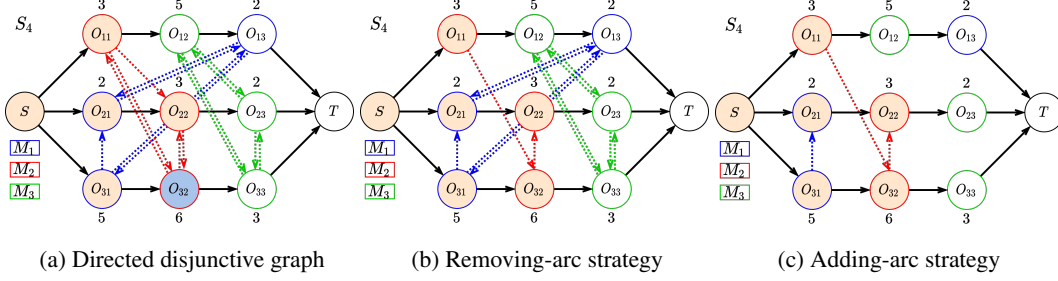 S4
3
5
2
O11
O12
O13
2
3
2
S
O21
O22
O23
T
M1
M2
M3
O31
O32
O33
5
6
3
(a) Directed disjunctive graph
S4
3
5
2
O11
O12
O13
2
3
2
S
O21
O22
O23
T
M1
M2
M3
O31
O32
O33
5
6
3
(b) Removing-arc strategy
S4
3
5
2
O11
O12
O13
2
3
2
S
O21
O22
O23
T
M1
M2
M3
O31
O32
O33
5
6
3
(c) Adding-arc strategy